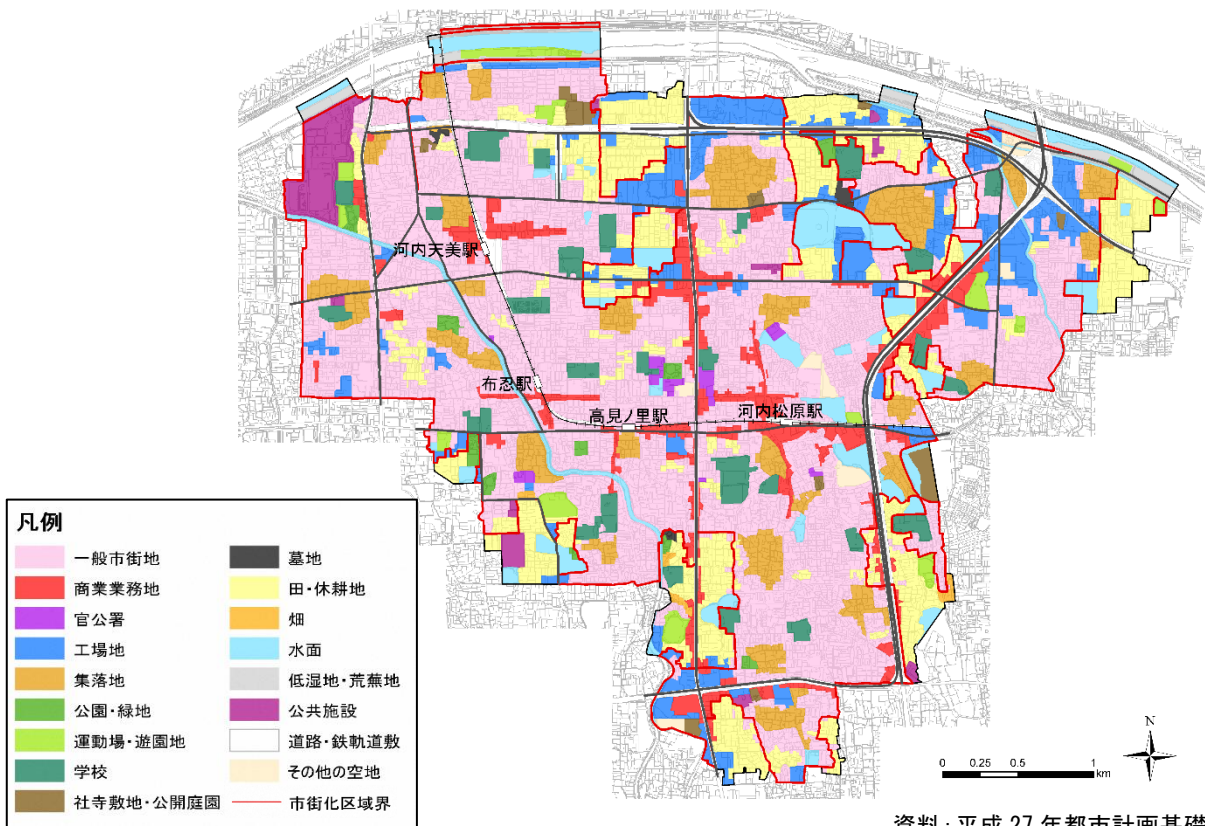 河内天美駅
布忍駅
高見ノ里駅
河内松原駅
凡例
一般市街地
商業業務地
官公署
工場地
集落地
公園・緑地
運動場・遊園地
学校
社寺敷地・公開庭園
墓地
田・休耕地
畑
水面
低湿地・荒蕪地
公共施設
道路・鉄軌道敷
その他の空地
市街化区域界
N
0 0.25 0.5 1
km
資料：平成 27 年都市計画基礎